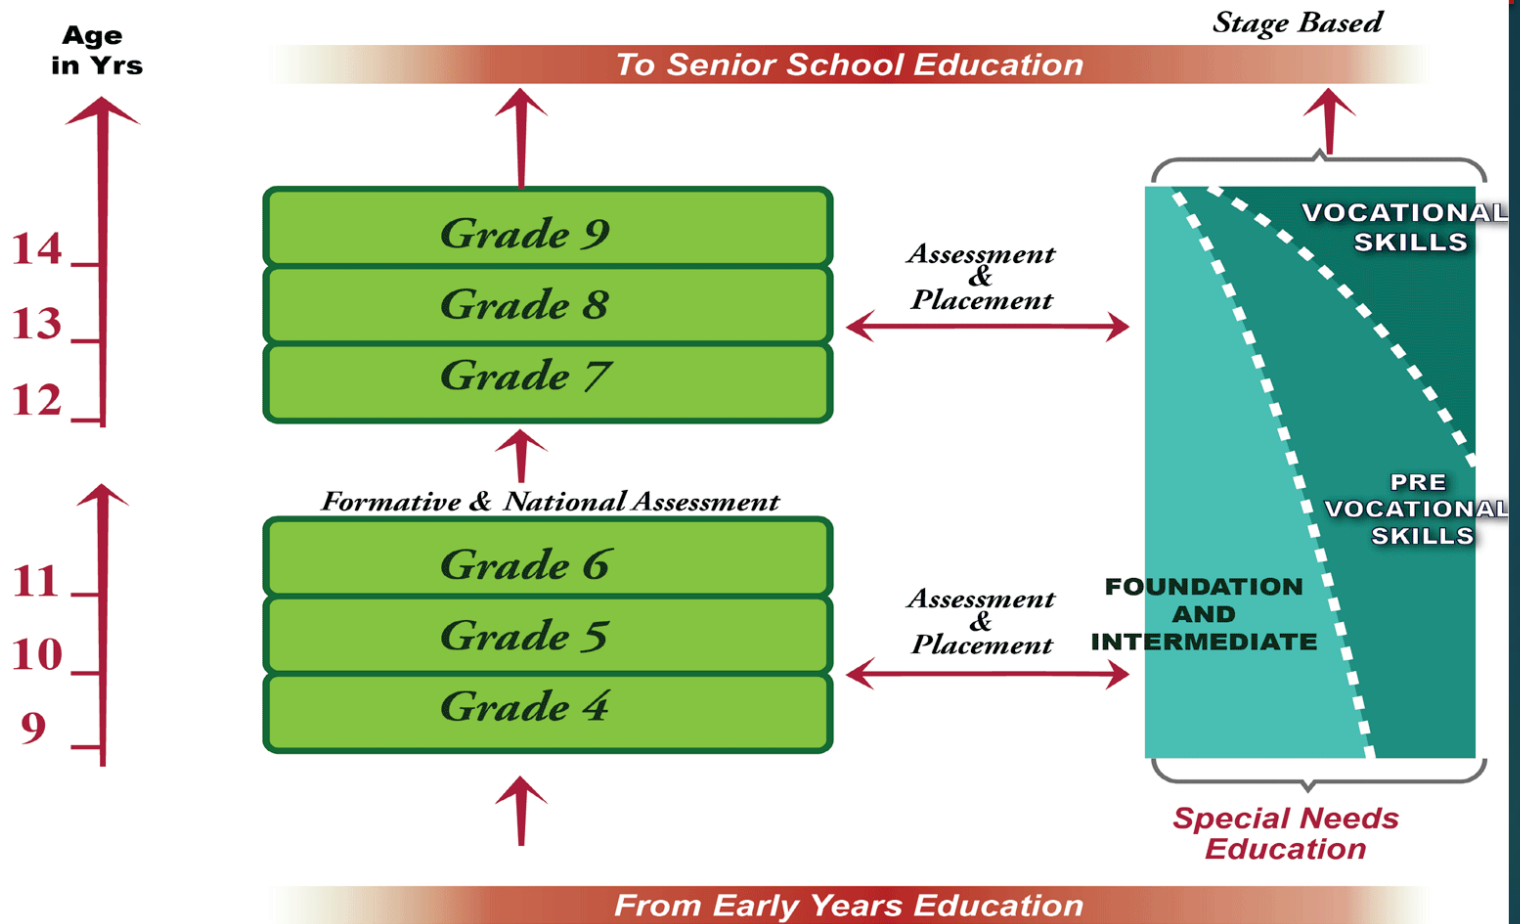 Age
in Yrs
Stage Based
To Senior School Education
14
13
12
11
10
9
Grade 9
Grade 8
Grade 7
Formative & National Assessment
Grade 6
Grade 5
Grade 4
Assessment
&
Placement
Assessment
&
Placement
VOCATIONAL
SKILLS
PRE
VOCATIONAL
SKILLS
FOUNDATION
AND
INTERMEDIATE
Special Needs
Education
From Early Years Education